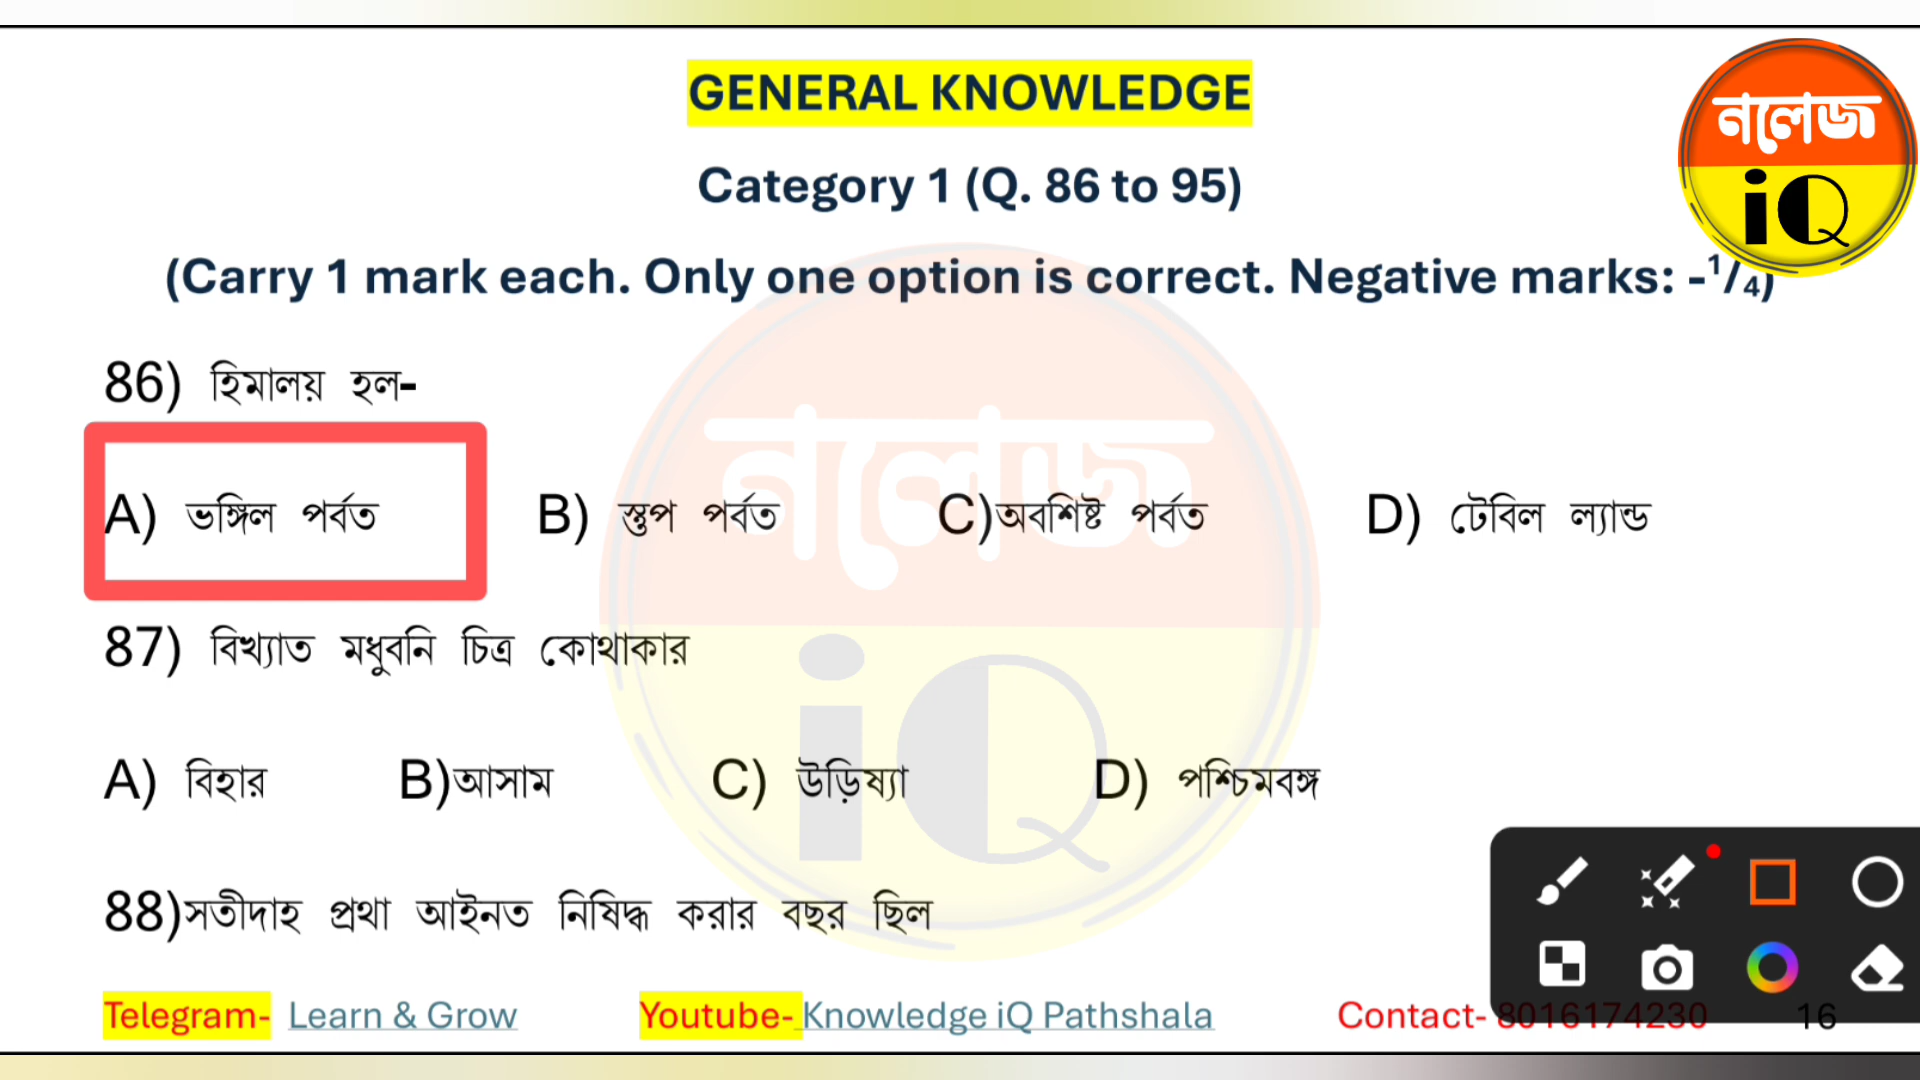 GENERAL KNOWLEDGE
Category 1 (Q. 86 to 95)
(Carry 1 mark each. Only one option is correct. Negative marks: -¹/₄)
নলেজ
iQ
86) হিমালয় হল-
A) ভঙ্গিল পর্বত B) স্তুপ পর্বত C)অবশিষ্ট পর্বত D) টেবিল ল্যান্ড
87) বিখ্যাত মধুবনি চিত্র কোথাকার
A) বিহার B)আসাম C) উড়িষ্যা D) পশ্চিমবঙ্গ
88)সতীদাহ প্রথা আইনত নিষিদ্ধ করার বছর ছিল
নলেজ
iQ
Telegram- Learn & Grow Youtube- Knowledge iQ Pathshala Contact- 8016174230 16